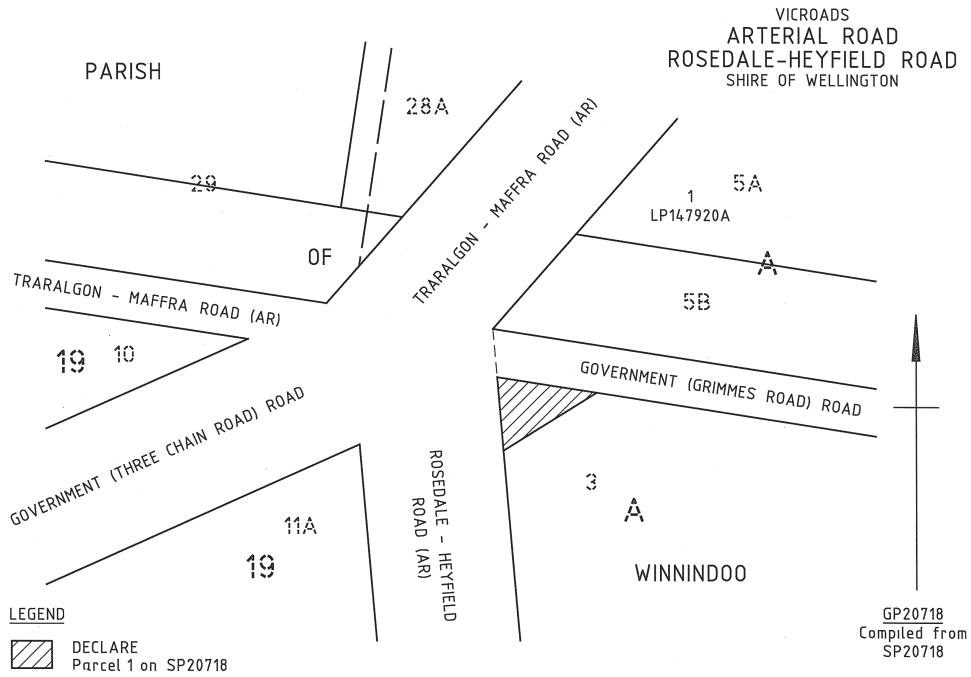 VICROADS
ARTERIAL ROAD
ROSEDALE-HEYFIELD ROAD
SHIRE OF WELLINGTON
PARISH
28A
TRARALGON - MAFFRA ROAD (AR)
29
5A
1
LP147920A
OF
A
TRARALGON - MAFFRA ROAD (AR)
5B
19
10
GOVERNMENT (GRIMMES ROAD) ROAD
GOVERNMENT (THREE CHAIN ROAD) ROAD
ROSEDALE - HEYFIELD
ROAD (AR)
3
A
11A
19
WINNINDOO
LEGEND
DECLARE
Parcel 1 on SP20718
GP20718
Compiled from
SP20718